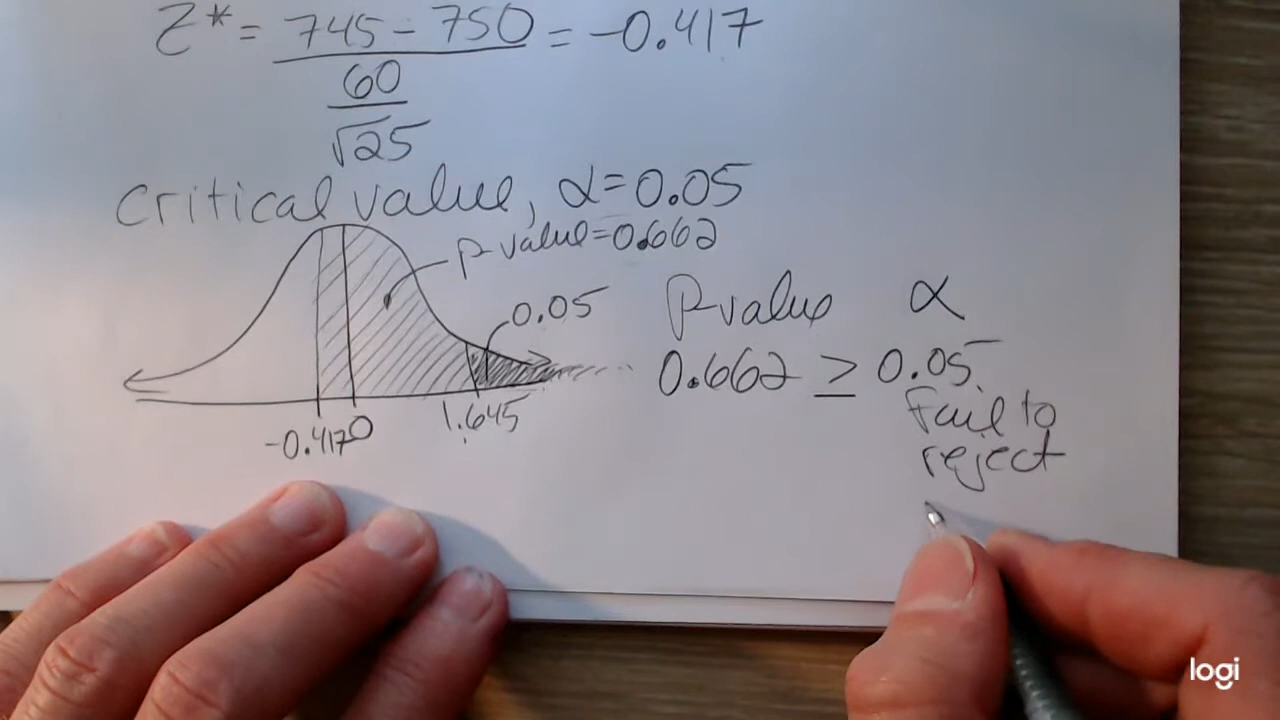 Z* = 745 - 750 = -0.417
60
√25
Critical value, α=0.05
p value=0.662
0.05
P value α
0.662 ≥ 0.05
Fail to
reject
-0.417 0 1.645
logi